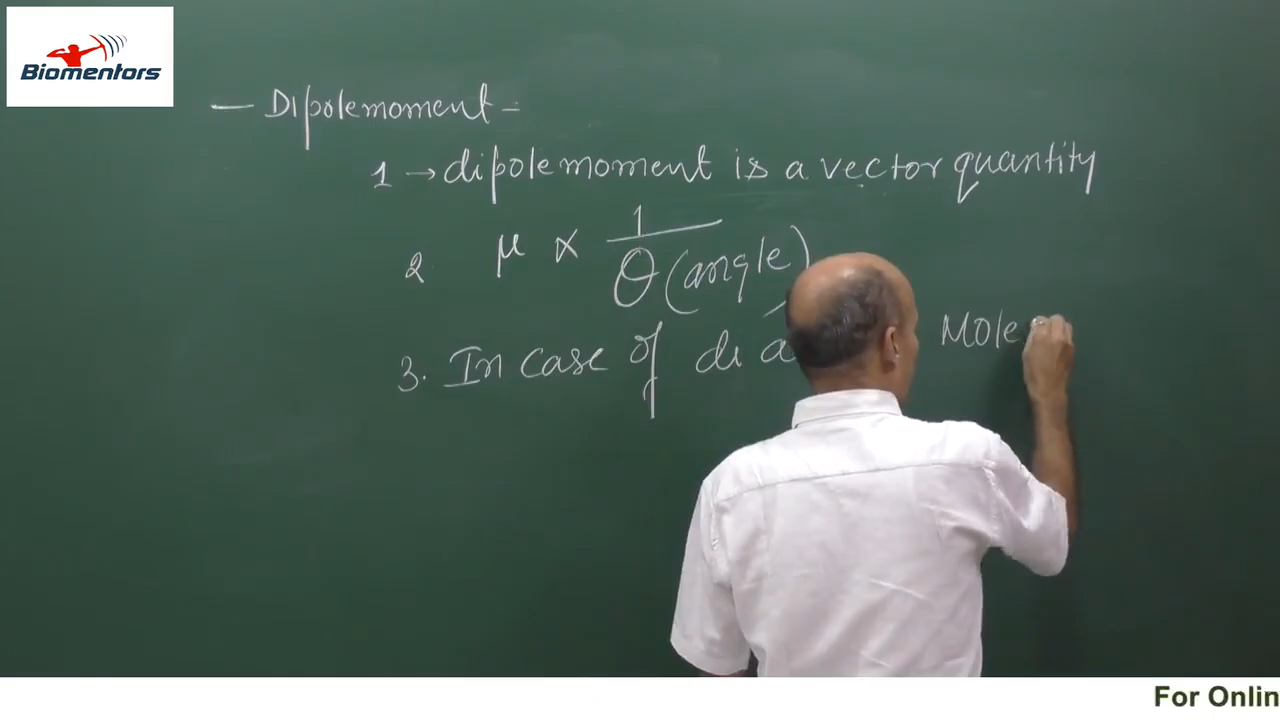 Biomentors
— Dipolemoment -
1 → dipolemoment is a vector quantity
2 μ ∝ 1/θ (angle)
3. In case of di a Mole
For Onlin